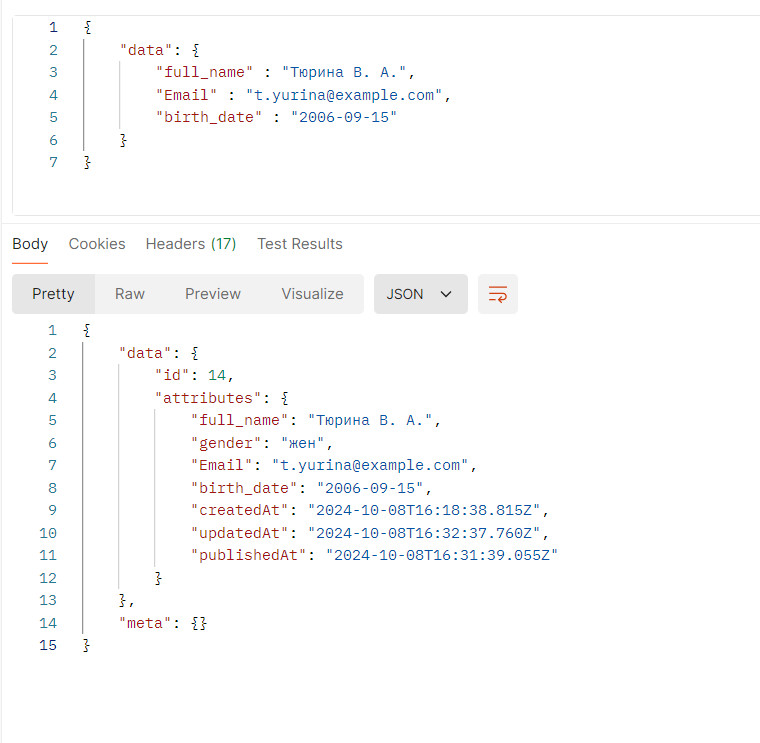 1 {
2 "data": {
3 "full_name" : "Тюрина В. А.",
4 "Email" : "t.yurina@example.com",
5 "birth_date" : "2006-09-15"
6 }
7 }
Body Cookies Headers (17) Test Results
Pretty Raw Preview Visualize JSON
1 {
2 "data": {
3 "id": 14,
4 "attributes": {
5 "full_name": "Тюрина В. А.",
6 "gender": "жен",
7 "Email": "t.yurina@example.com",
8 "birth_date": "2006-09-15",
9 "createdAt": "2024-10-08T16:18:38.815Z",
10 "updatedAt": "2024-10-08T16:32:37.760Z",
11 "publishedAt": "2024-10-08T16:31:39.055Z"
12 }
13 },
14 "meta": {}
15 }